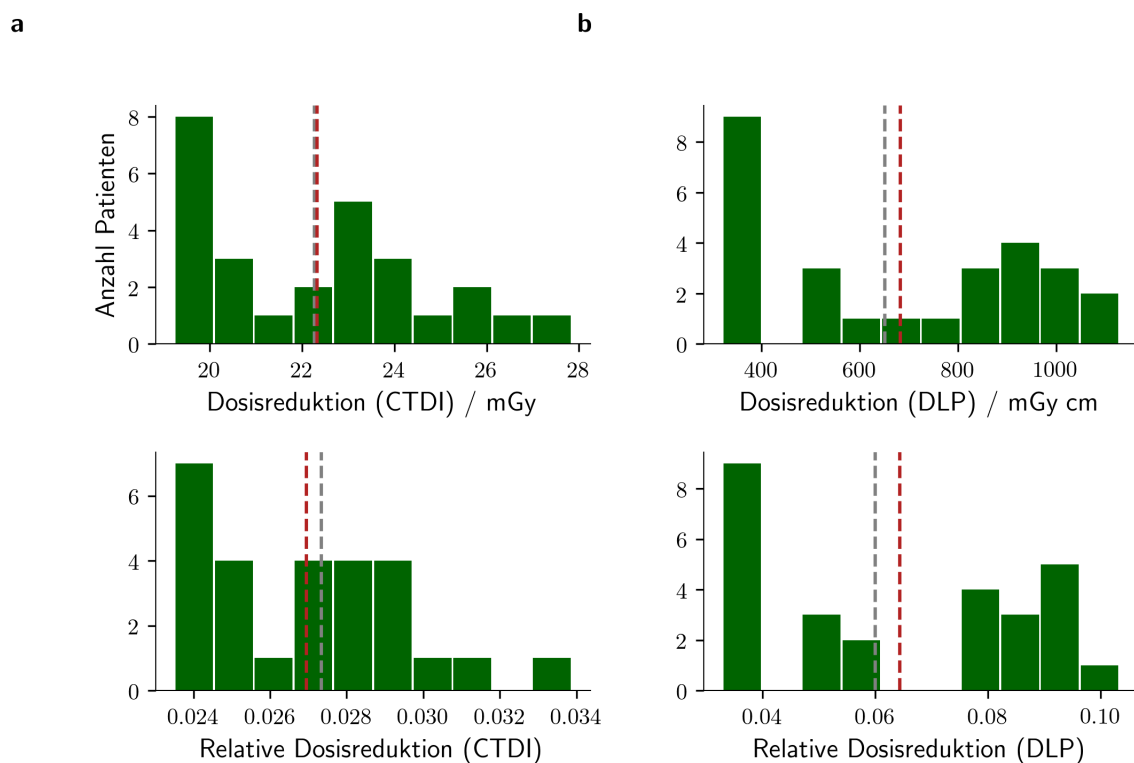 a
b
8
6
4
2
0
Anzahl Patienten
20 22 24 26 28
Dosisreduktion (CTDI) / mGy
8
6
4
2
0
400 600 800 1000
Dosisreduktion (DLP) / mGy cm
6
4
2
0
0.024 0.026 0.028 0.030 0.032 0.034
Relative Dosisreduktion (CTDI)
8
6
4
2
0
0.04 0.06 0.08 0.10
Relative Dosisreduktion (DLP)